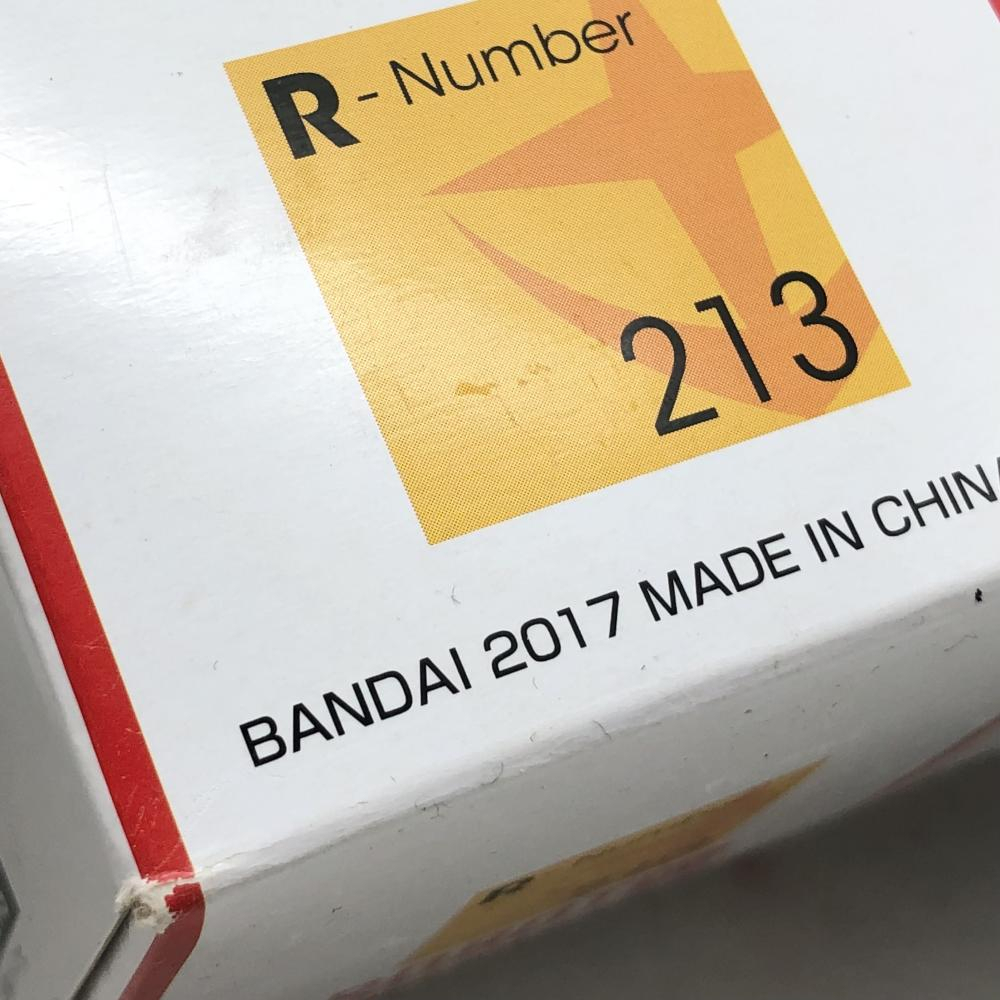 R - Number
213
BANDAI 2017 MADE IN CHINA